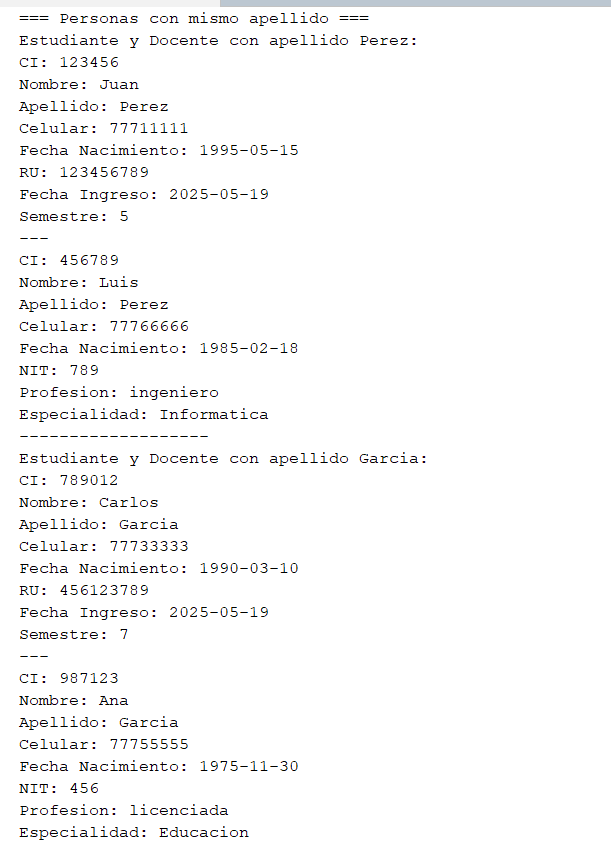 === Personas con mismo apellido ===
Estudiante y Docente con apellido Perez:
CI: 123456
Nombre: Juan
Apellido: Perez
Celular: 77711111
Fecha Nacimiento: 1995-05-15
RU: 123456789
Fecha Ingreso: 2025-05-19
Semestre: 5
---
CI: 456789
Nombre: Luis
Apellido: Perez
Celular: 77766666
Fecha Nacimiento: 1985-02-18
NIT: 789
Profesion: ingeniero
Especialidad: Informatica
-------------------
Estudiante y Docente con apellido Garcia:
CI: 789012
Nombre: Carlos
Apellido: Garcia
Celular: 77733333
Fecha Nacimiento: 1990-03-10
RU: 456123789
Fecha Ingreso: 2025-05-19
Semestre: 7
---
CI: 987123
Nombre: Ana
Apellido: Garcia
Celular: 77755555
Fecha Nacimiento: 1975-11-30
NIT: 456
Profesion: licenciada
Especialidad: Educacion